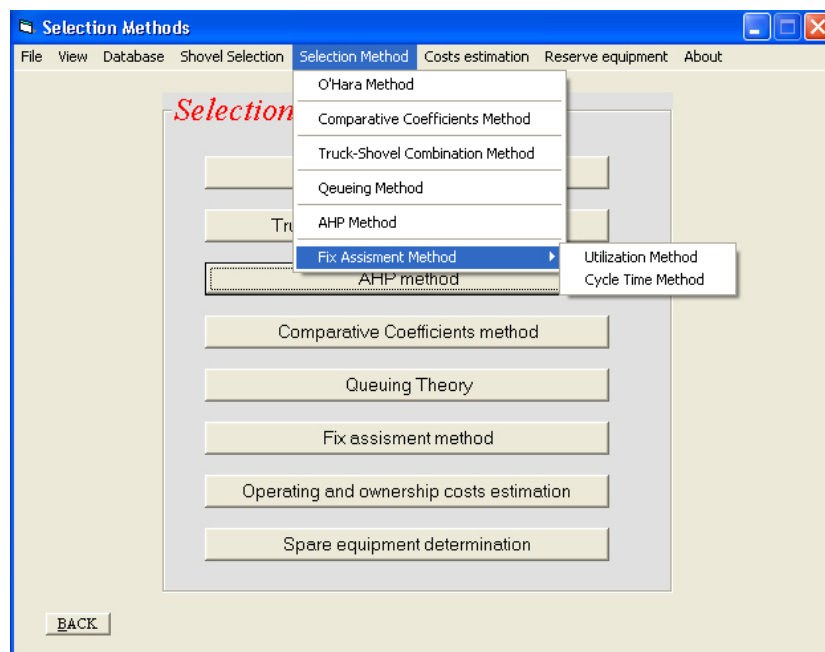 Selection Methods
File View Database Shovel Selection Selection Method Costs estimation Reserve equipment About
O'Hara Method
Comparative Coefficients Method
Truck-Shovel Combination Method
Qeueing Method
AHP Method
Fix Assisment Method
Utilization Method
Cycle Time Method
Selection
AHP method
Comparative Coefficients method
Queuing Theory
Fix assisment method
Operating and ownership costs estimation
Spare equipment determination
BACK